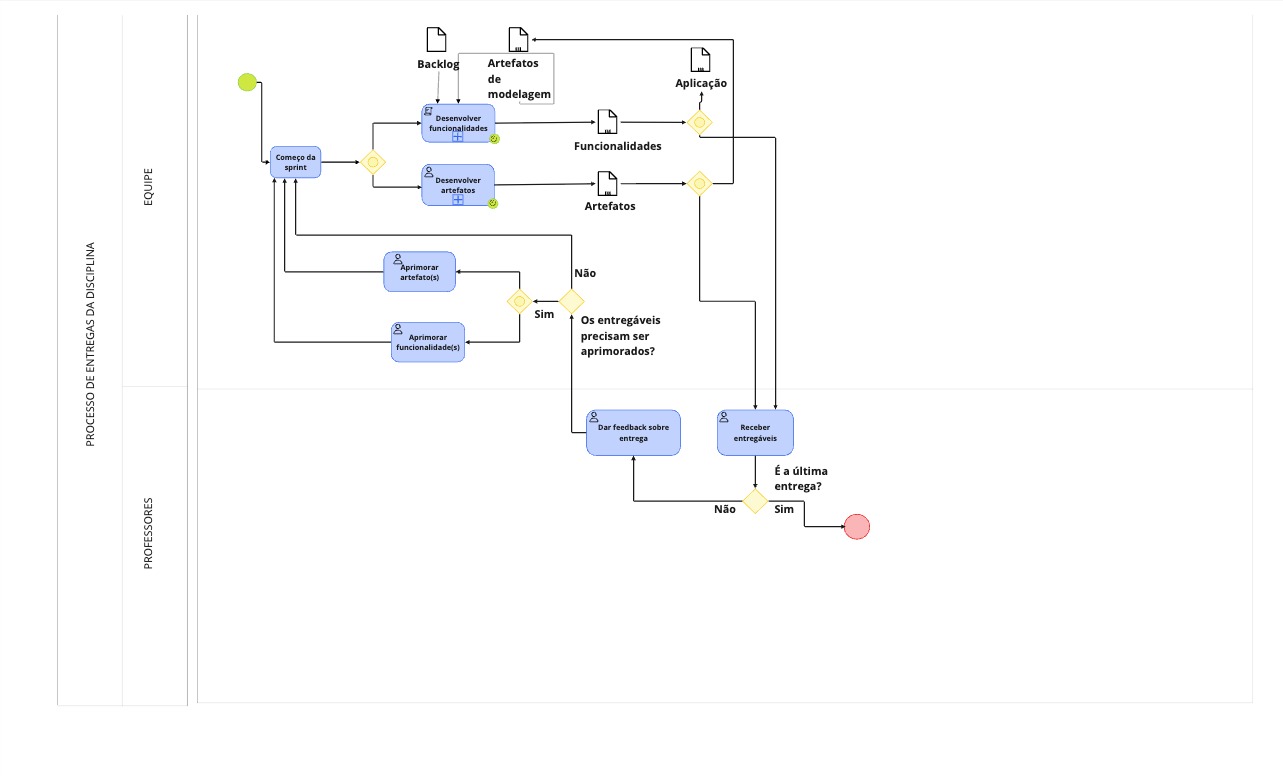 PROCESSO DE ENTREGAS DA DISCIPLINA
EQUIPE
PROFESSORES
Backlog
Artefatos
de
modelagem
Aplicação
Desenvolver
funcionalidades
Funcionalidades
Começo da
sprint
Desenvolver
artefatos
Artefatos
Aprimorar
artefato(s)
Não
Sim
Os entregáveis
precisam ser
aprimorados?
Aprimorar
funcionalidade(s)
Dar feedback sobre
entrega
Receber
entregáveis
É a última
entrega?
Não
Sim